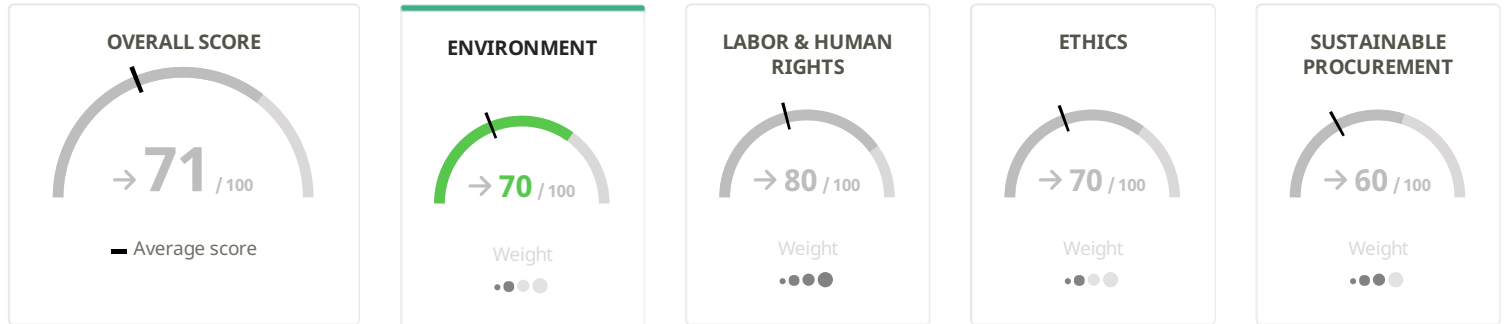 OVERALL SCORE
→ 71 / 100
Average score
ENVIRONMENT
→ 70 / 100
Weight
LABOR & HUMAN
RIGHTS
→ 80 / 100
Weight
ETHICS
→ 70 / 100
Weight
SUSTAINABLE
PROCUREMENT
→ 60 / 100
Weight